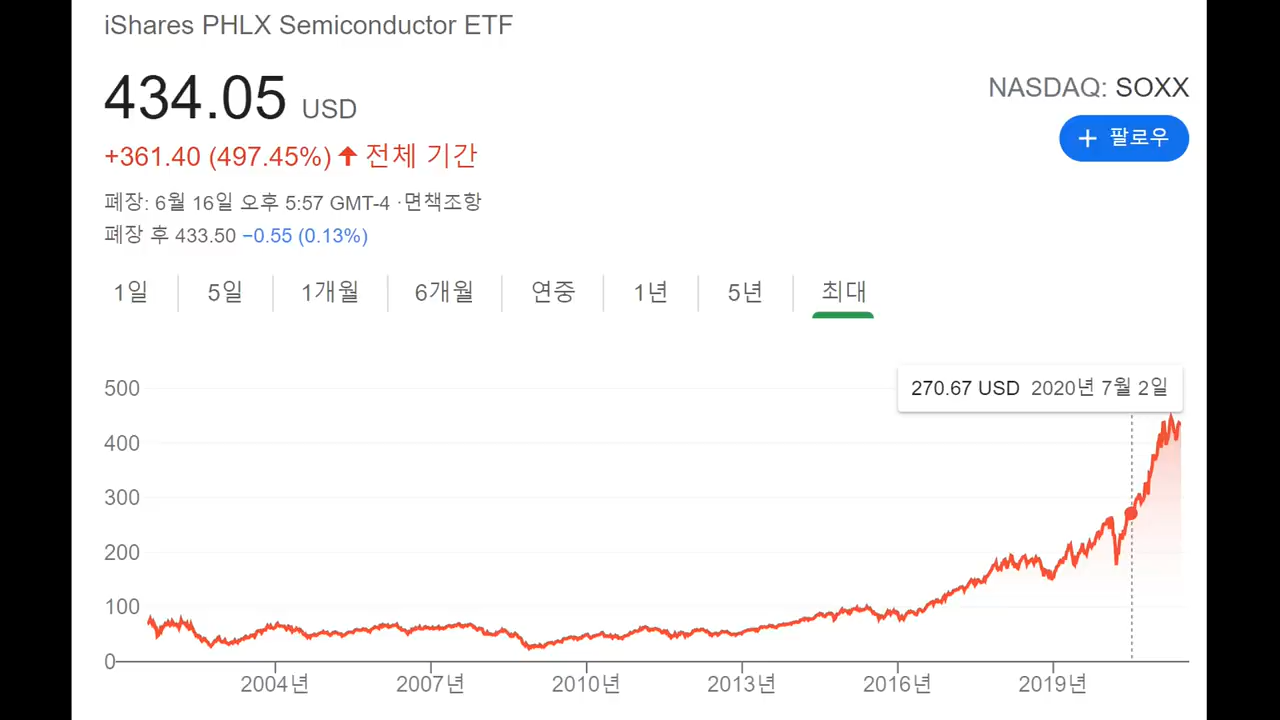 iShares PHLX Semiconductor ETF
434.05 USD
NASDAQ: SOXX
+ 팔로우
+361.40 (497.45%) ↑ 전체 기간
폐장: 6월 16일 오후 5:57 GMT-4 ·면책조항
폐장 후 433.50 −0.55 (0.13%)
1일 5일 1개월 6개월 연중 1년 5년 최대
270.67 USD 2020년 7월 2일
500
400
300
200
100
0
2004년 2007년 2010년 2013년 2016년 2019년